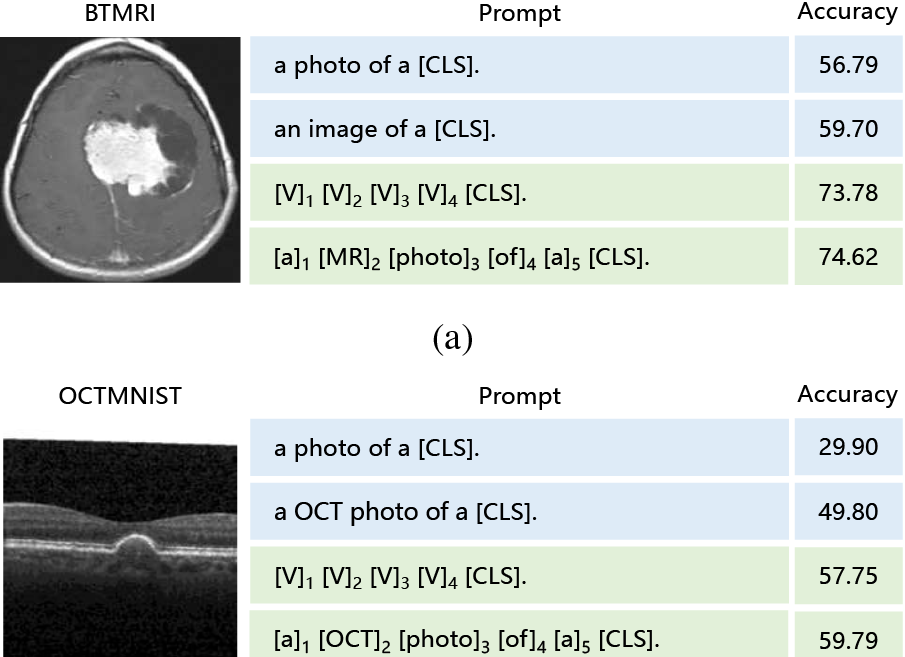 BTMRI Prompt Accuracy
a photo of a [CLS]. 56.79
an image of a [CLS]. 59.70
[V]₁ [V]₂ [V]₃ [V]₄ [CLS]. 73.78
[a]₁ [MR]₂ [photo]₃ [of]₄ [a]₅ [CLS]. 74.62
(a)
OCTMNIST Prompt Accuracy
a photo of a [CLS]. 29.90
a OCT photo of a [CLS]. 49.80
[V]₁ [V]₂ [V]₃ [V]₄ [CLS]. 57.75
[a]₁ [OCT]₂ [photo]₃ [of]₄ [a]₅ [CLS]. 59.79